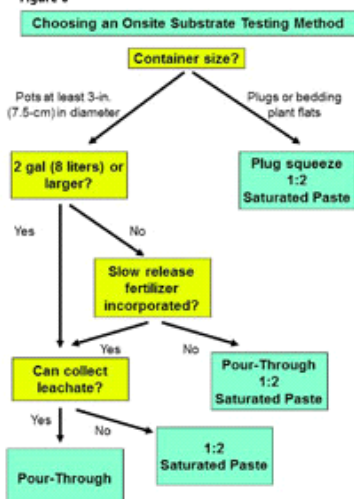 Choosing an Onsite Substrate Testing Method
Container size?
Pots at least 3-in.
(7.5-cm) in diameter
Plugs or bedding
plant flats
2 gal (8 liters) or
larger?
Plug squeeze
1:2
Saturated Paste
Yes
No
Slow release
fertilizer
incorporated?
Yes
No
Can collect
leachate?
Pour-Through
1:2
Saturated Paste
Yes
No
Pour-Through
1:2
Saturated Paste